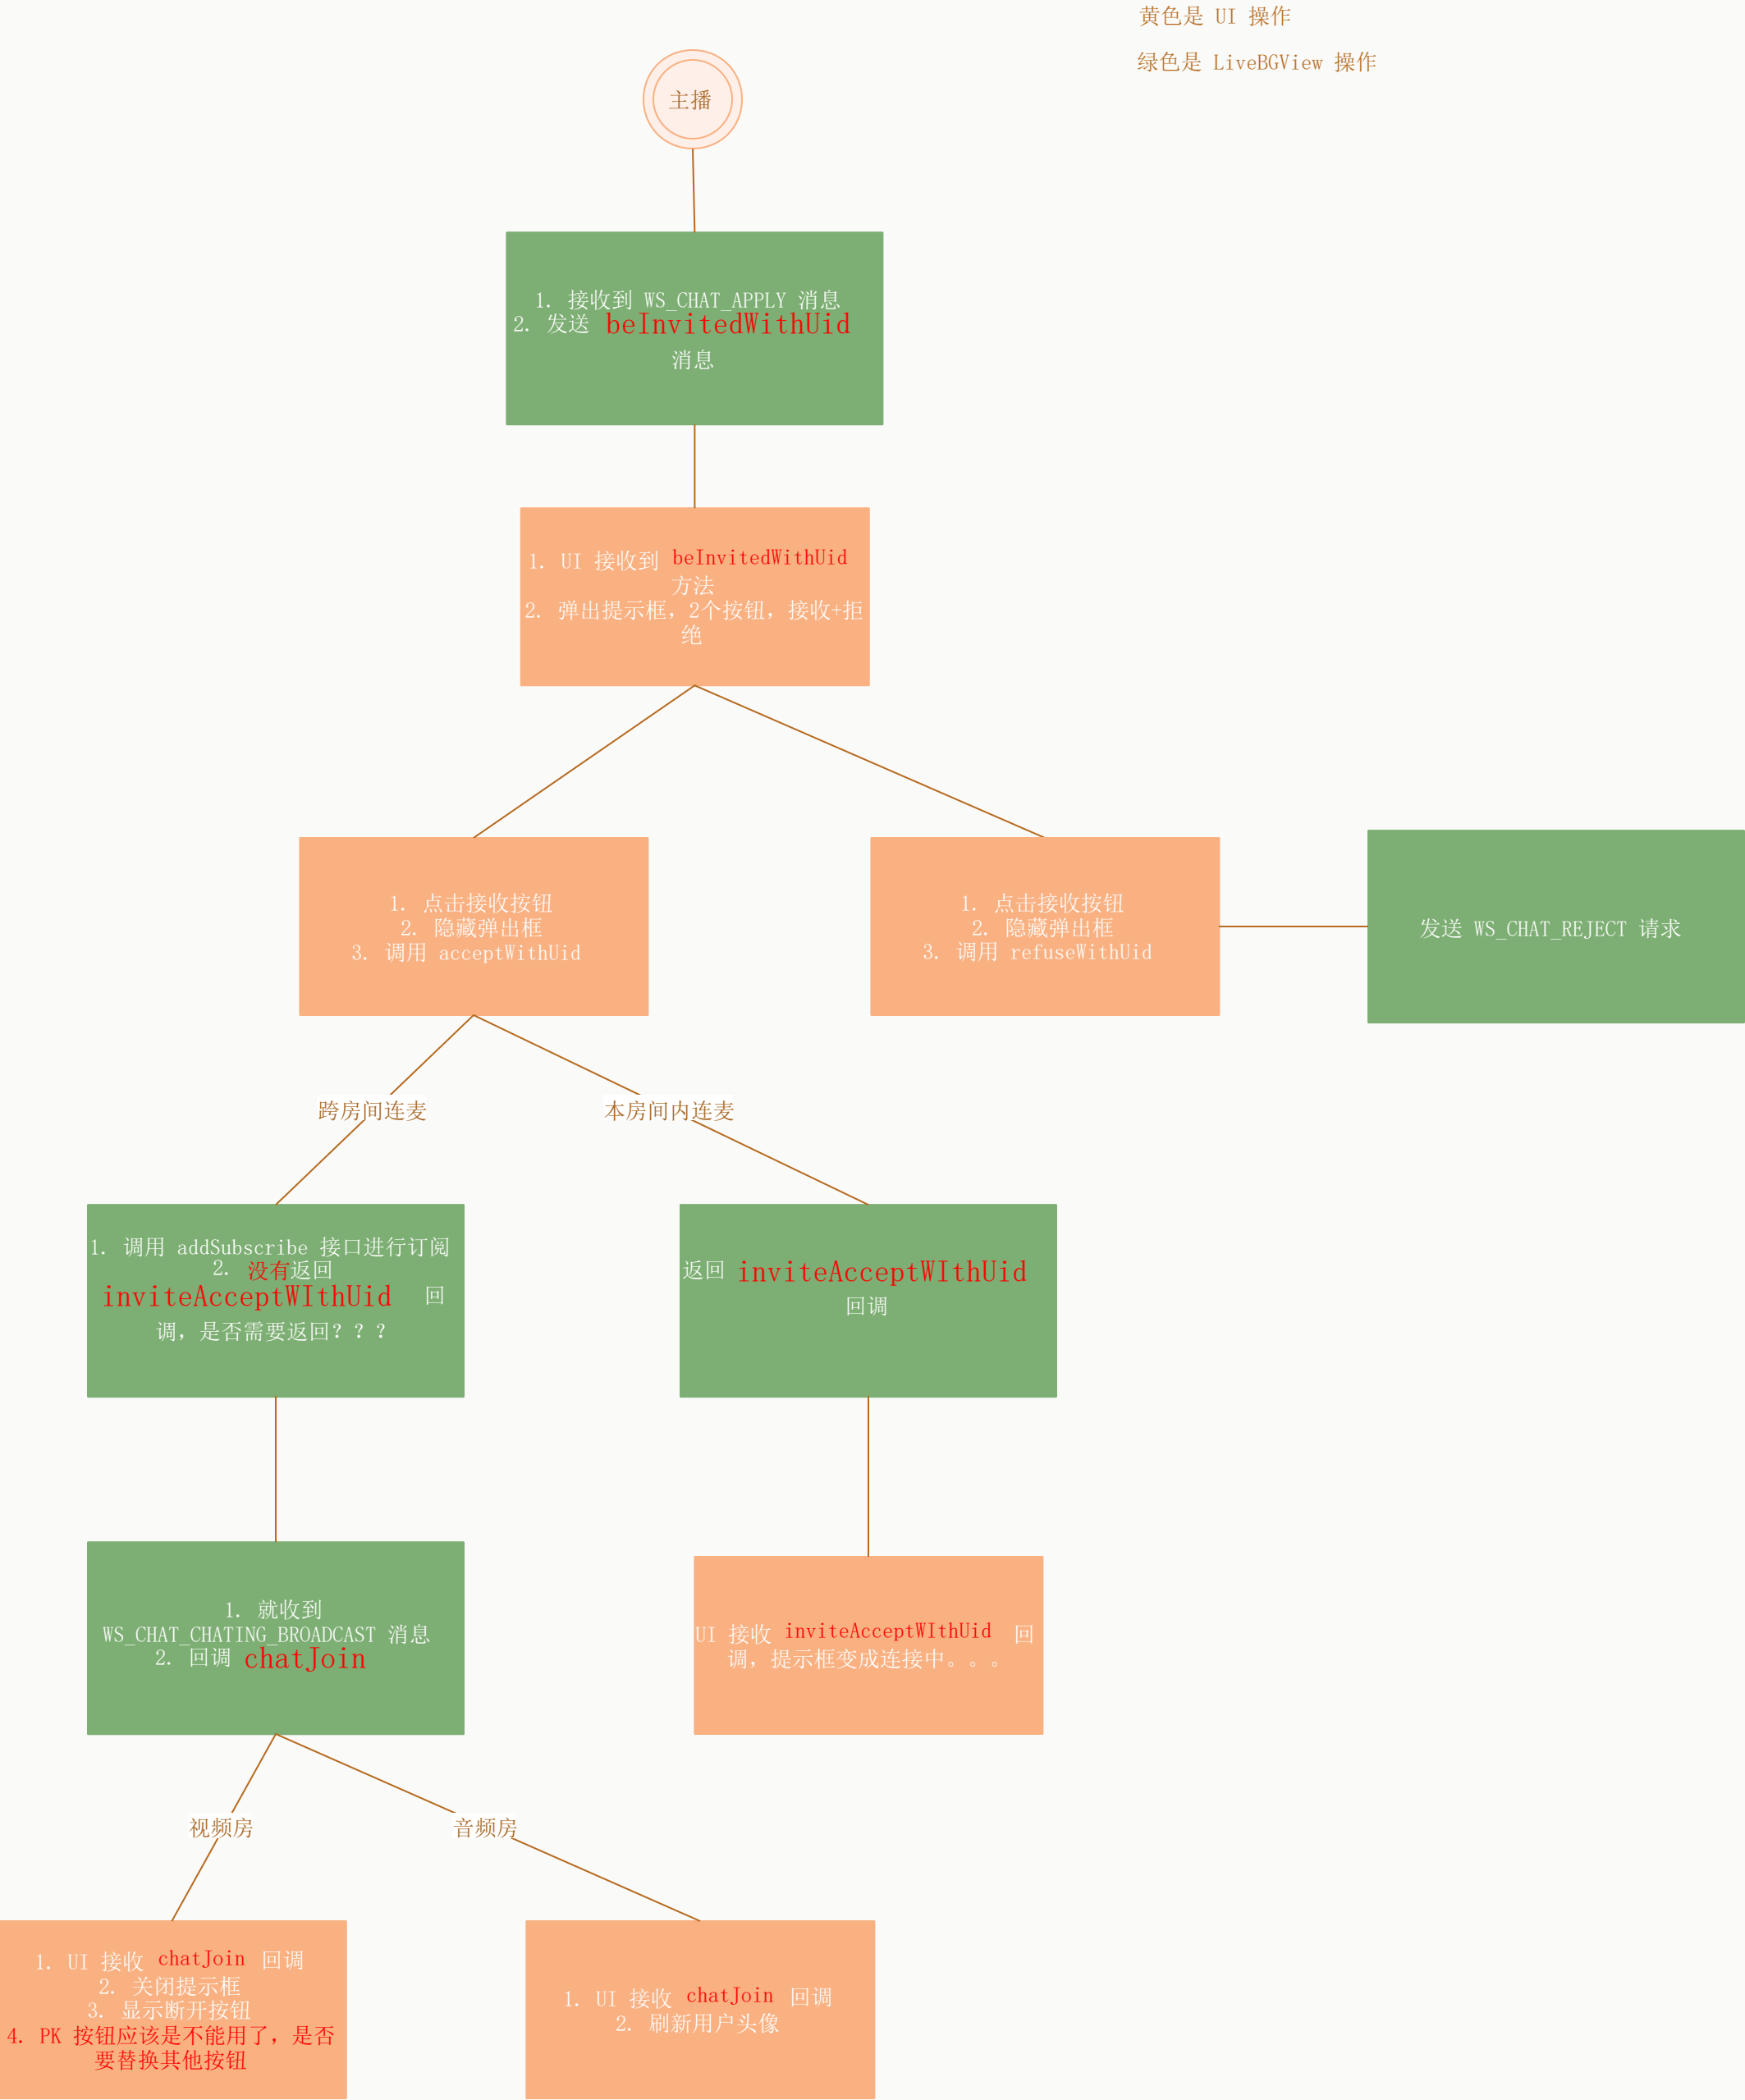 黄色是 UI 操作
绿色是 LiveBGView 操作
主播
1. 接收到 WS_CHAT_APPLY 消息
2. 发送 beInvitedWithUid
消息
1. UI 接收到 beInvitedWithUid
方法
2. 弹出提示框，2个按钮，接收+拒
绝
1. 点击接收按钮
2. 隐藏弹出框
3. 调用 acceptWithUid
1. 点击接收按钮
2. 隐藏弹出框
3. 调用 refuseWithUid
发送 WS_CHAT_REJECT 请求
跨房间连麦
本房间内连麦
1. 调用 addSubscribe 接口进行订阅
2. 没有返回
inviteAcceptWIthUid 回
调，是否需要返回？？？
返回 inviteAcceptWIthUid
回调
1. 就收到
WS_CHAT_CHATING_BROADCAST 消息
2. 回调 chatJoin
UI 接收 inviteAcceptWIthUid 回
调，提示框变成连接中。。。
视频房
音频房
1. UI 接收 chatJoin 回调
2. 关闭提示框
3. 显示断开按钮
4. PK 按钮应该是不能用了，是否
要替换其他按钮
1. UI 接收 chatJoin 回调
2. 刷新用户头像